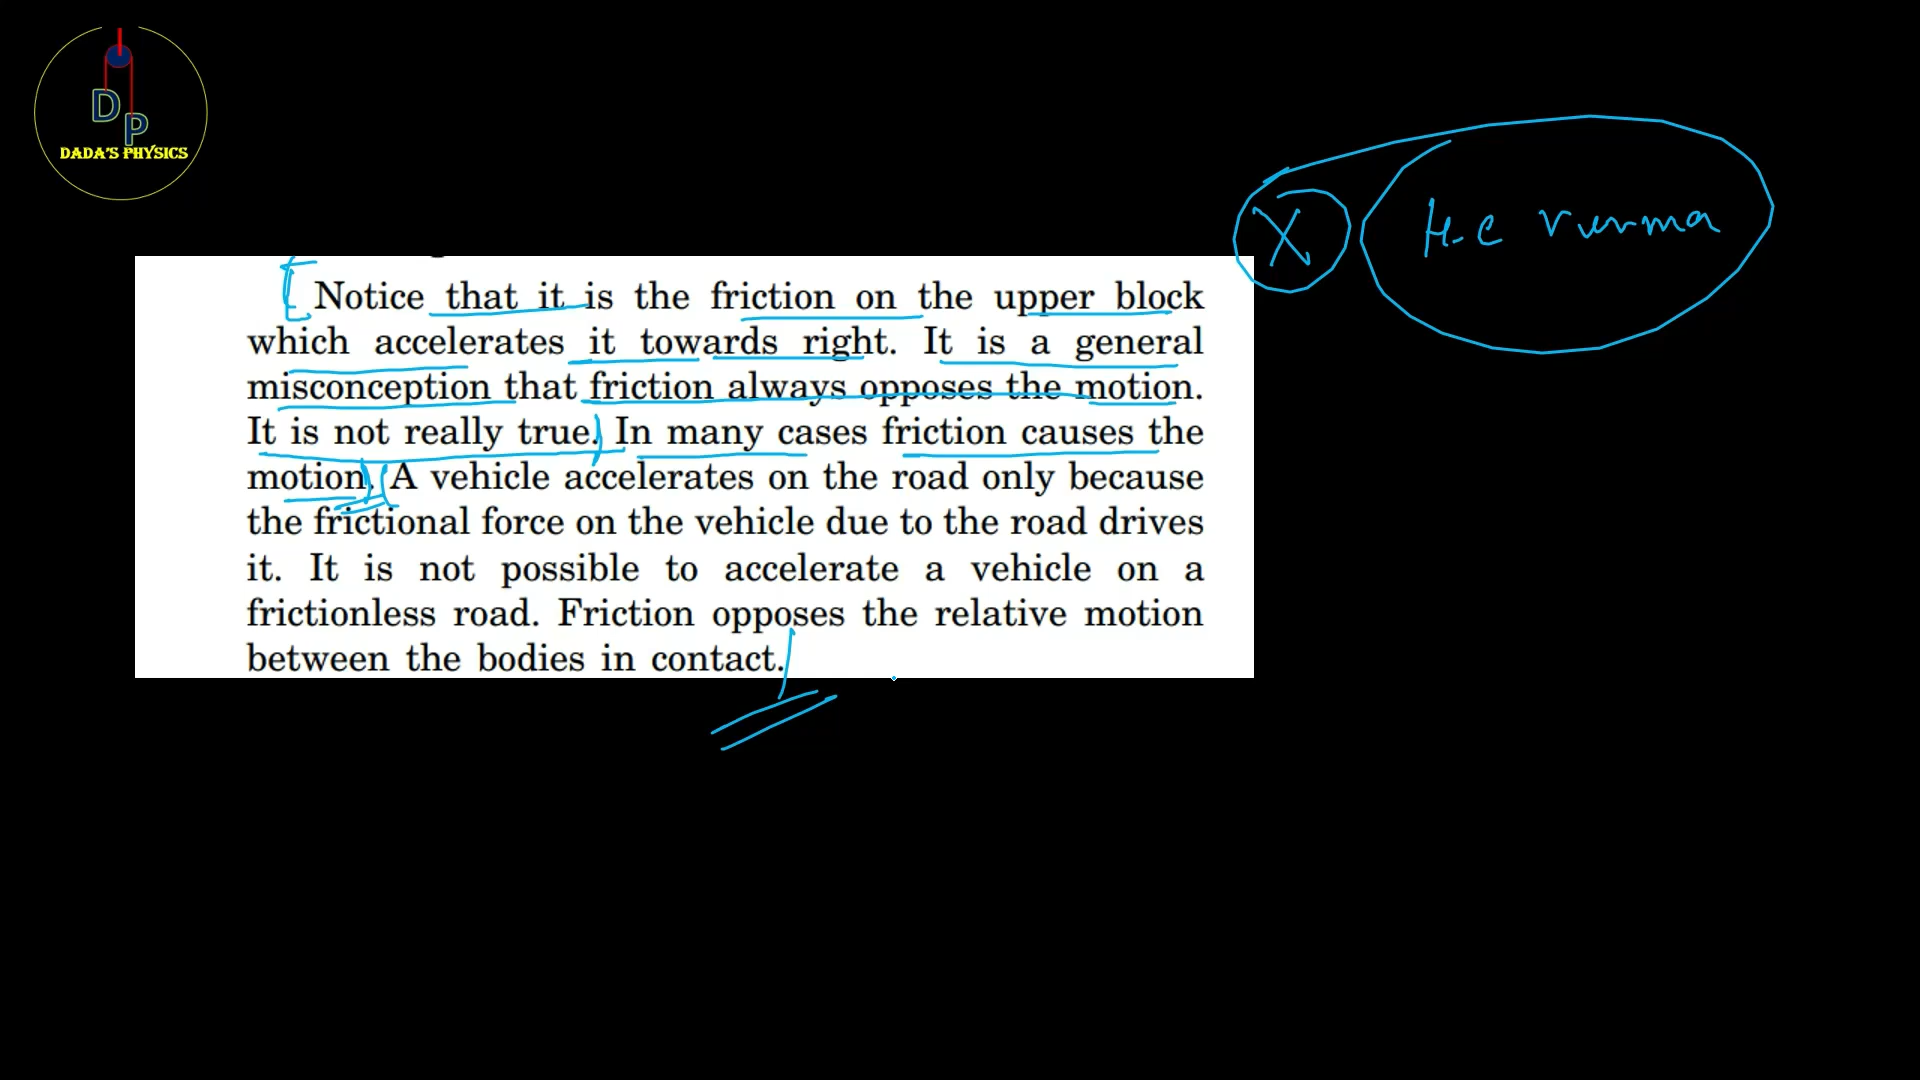 D
P
DADA'S PHYSICS
X
H.C Verma
Notice that it is the friction on the upper block
which accelerates it towards right. It is a general
misconception that friction always opposes the motion.
It is not really true. In many cases friction causes the
motion. A vehicle accelerates on the road only because
the frictional force on the vehicle due to the road drives
it. It is not possible to accelerate a vehicle on a
frictionless road. Friction opposes the relative motion
between the bodies in contact.